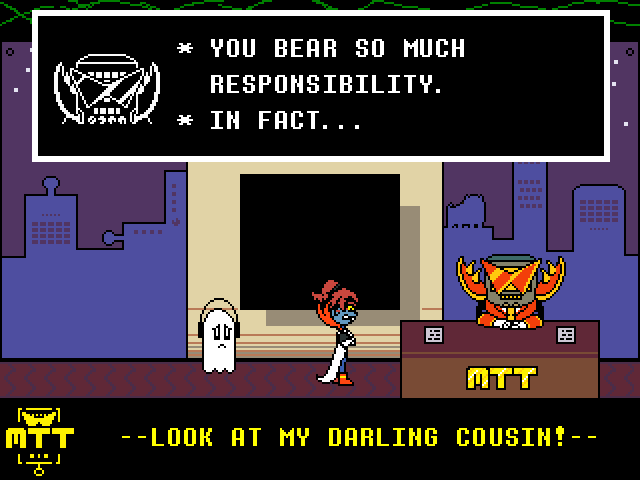 * YOU BEAR SO MUCH
RESPONSIBILITY.
* IN FACT...
MTT
MTT
--LOOK AT MY DARLING COUSIN!--